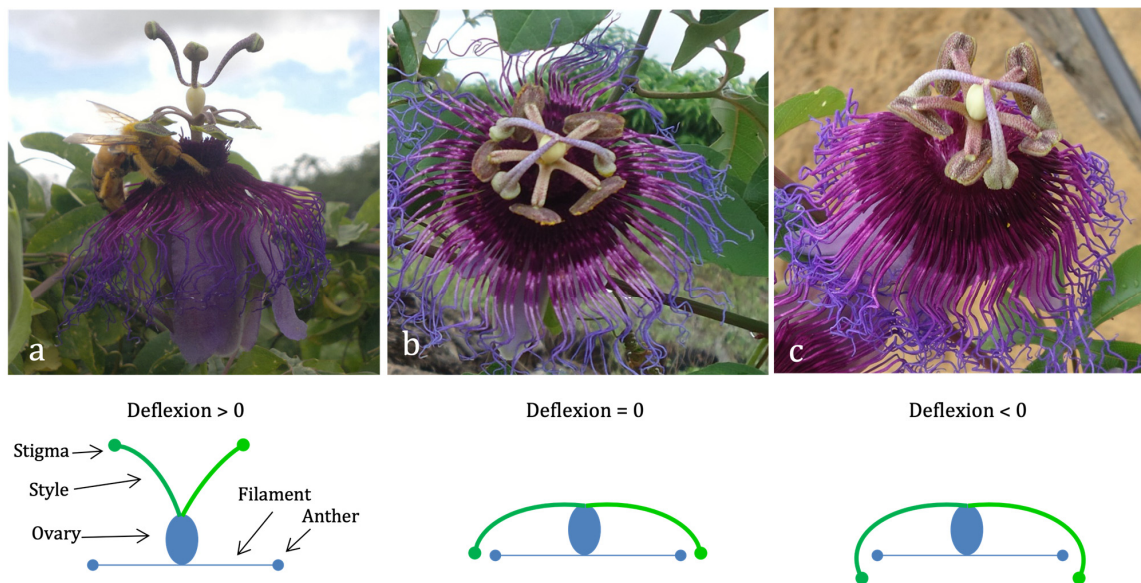 a
b
c
Deflexion > 0
Deflexion = 0
Deflexion < 0
Stigma
Style
Filament
Anther
Ovary